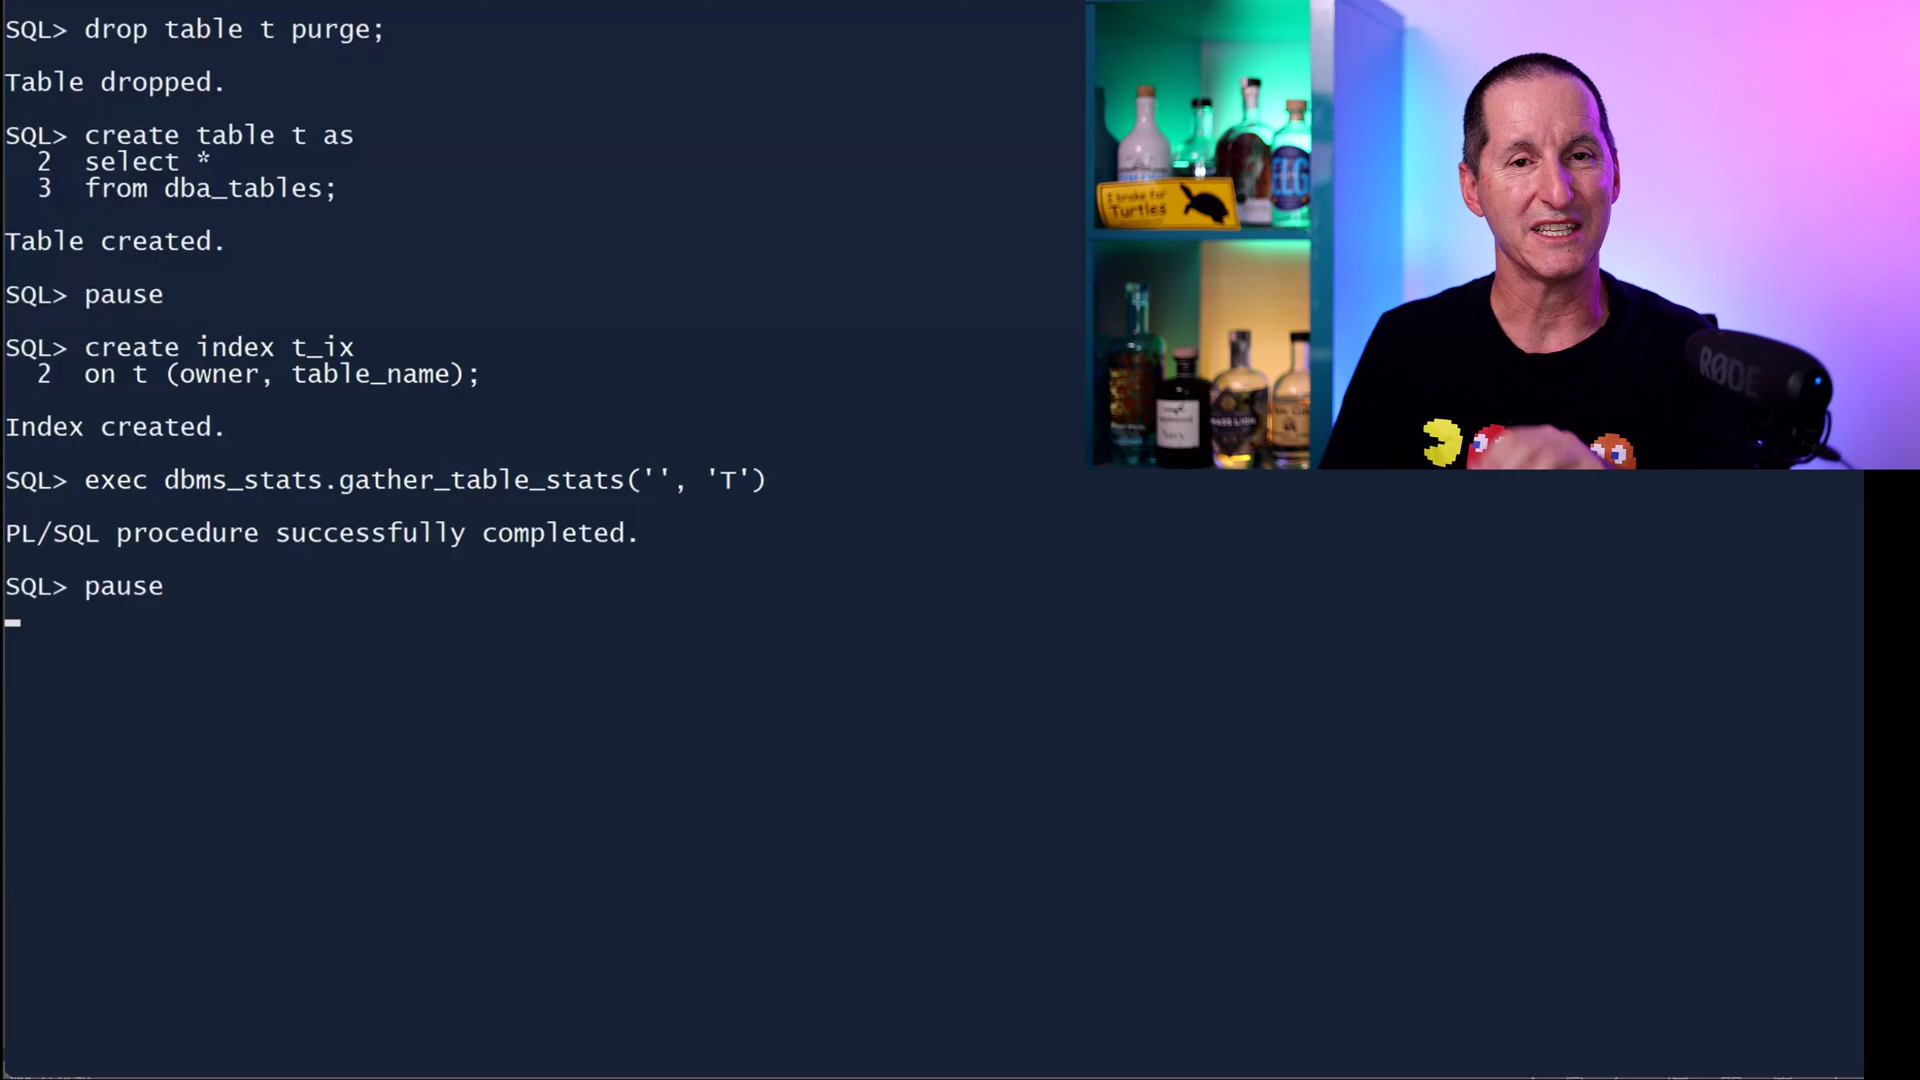 SQL> drop table t purge;
Table dropped.
SQL> create table t as
2 select *
3 from dba_tables;
Table created.
SQL> pause
SQL> create index t_ix
2 on t (owner, table_name);
Index created.
SQL> exec dbms_stats.gather_table_stats('', 'T')
PL/SQL procedure successfully completed.
SQL> pause
I brake for
Turtles
RØDE